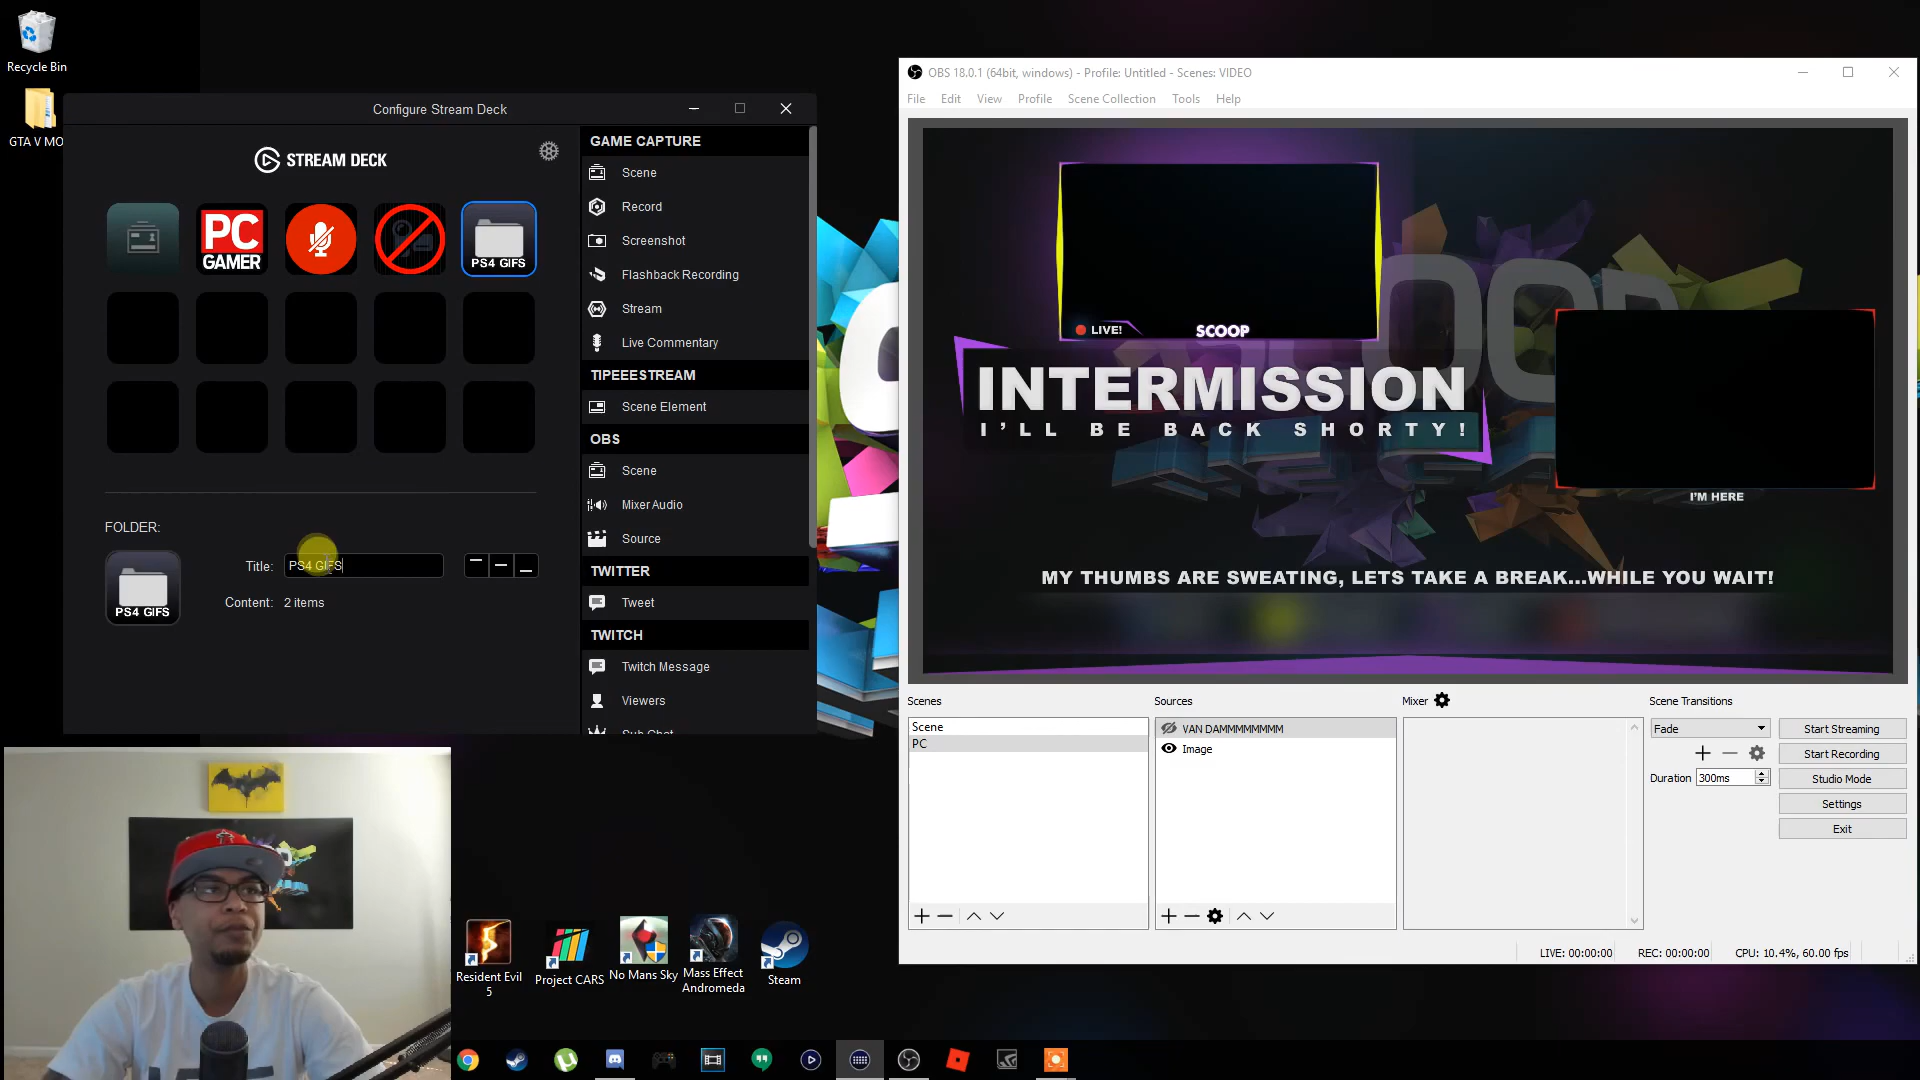 Recycle Bin
GTA V MO
Configure Stream Deck
STREAM DECK
PC
GAMER
PS4 GIFS
FOLDER:
PS4 GIFS
Title:
PS4 GIFS
Content:
2 items
GAME CAPTURE
Scene
Record
Screenshot
Flashback Recording
Stream
Live Commentary
TIPEEESTREAM
Scene Element
OBS
Scene
Mixer Audio
Source
TWITTER
Tweet
TWITCH
Twitch Message
Viewers
Sub Chat
OBS 18.0.1 (64bit, windows) - Profile: Untitled - Scenes: VIDEO
File Edit View Profile Scene Collection Tools Help
LIVE!
SCOOP
INTERMISSION
I'LL BE BACK SHORTY!
I'M HERE
MY THUMBS ARE SWEATING, LETS TAKE A BREAK...WHILE YOU WAIT!
Scenes
Scene
PC
Sources
VAN DAMMMMMMMM
Image
Mixer
Scene Transitions
Fade
Duration 300ms
Start Streaming
Start Recording
Studio Mode
Settings
Exit
LIVE: 00:00:00
REC: 00:00:00
CPU: 10.4%, 60.00 fps
Resident Evil
5
Project CARS
No Mans Sky
Mass Effect
Andromeda
Steam